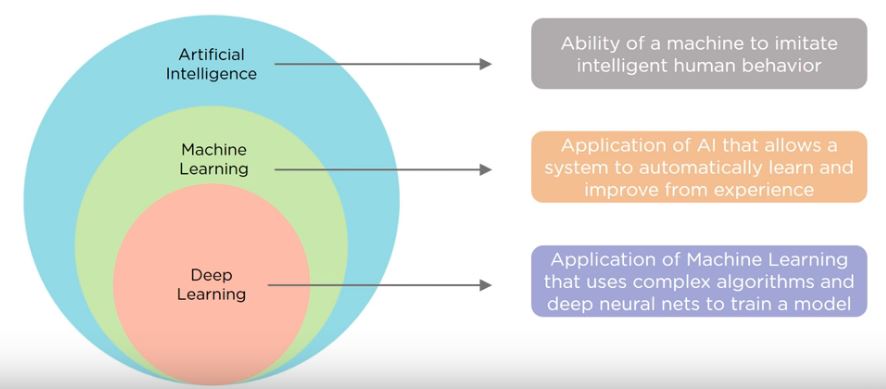 Artificial
Intelligence
Ability of a machine to imitate
intelligent human behavior
Machine
Learning
Application of AI that allows a
system to automatically learn and
improve from experience
Deep
Learning
Application of Machine Learning
that uses complex algorithms and
deep neural nets to train a model